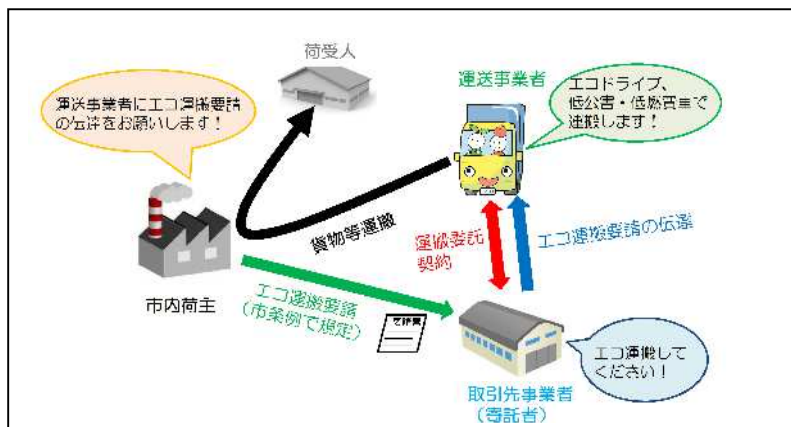 荷受人
運送事業者
運送事業者にエコ運搬要請
の伝達をお願いします！
エコドライブ、
低公害・低燃費車で
運搬します！
貨物等運搬
運搬委託
契約
エコ運搬要請の伝達
市内荷主
エコ運搬要請
(市条例で規定)
要請書
エコ運搬して
ください！
取引先事業者
(寄託者)